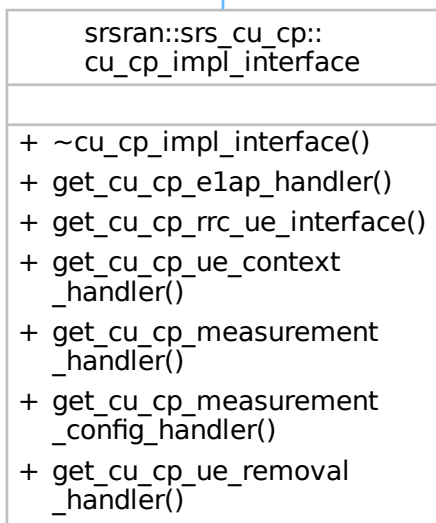 srsran::srs_cu_cp::
cu_cp_impl_interface
+ ~cu_cp_impl_interface()
+ get_cu_cp_e1ap_handler()
+ get_cu_cp_rrc_ue_interface()
+ get_cu_cp_ue_context
_handler()
+ get_cu_cp_measurement
_handler()
+ get_cu_cp_measurement
_config_handler()
+ get_cu_cp_ue_removal
_handler()